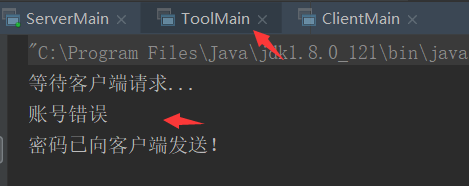 ServerMain × ToolMain × ClientMain ×
"C:\Program Files\Java\jdk1.8.0_121\bin\java
等待客户端请求...
账号错误
密码已向客户端发送！